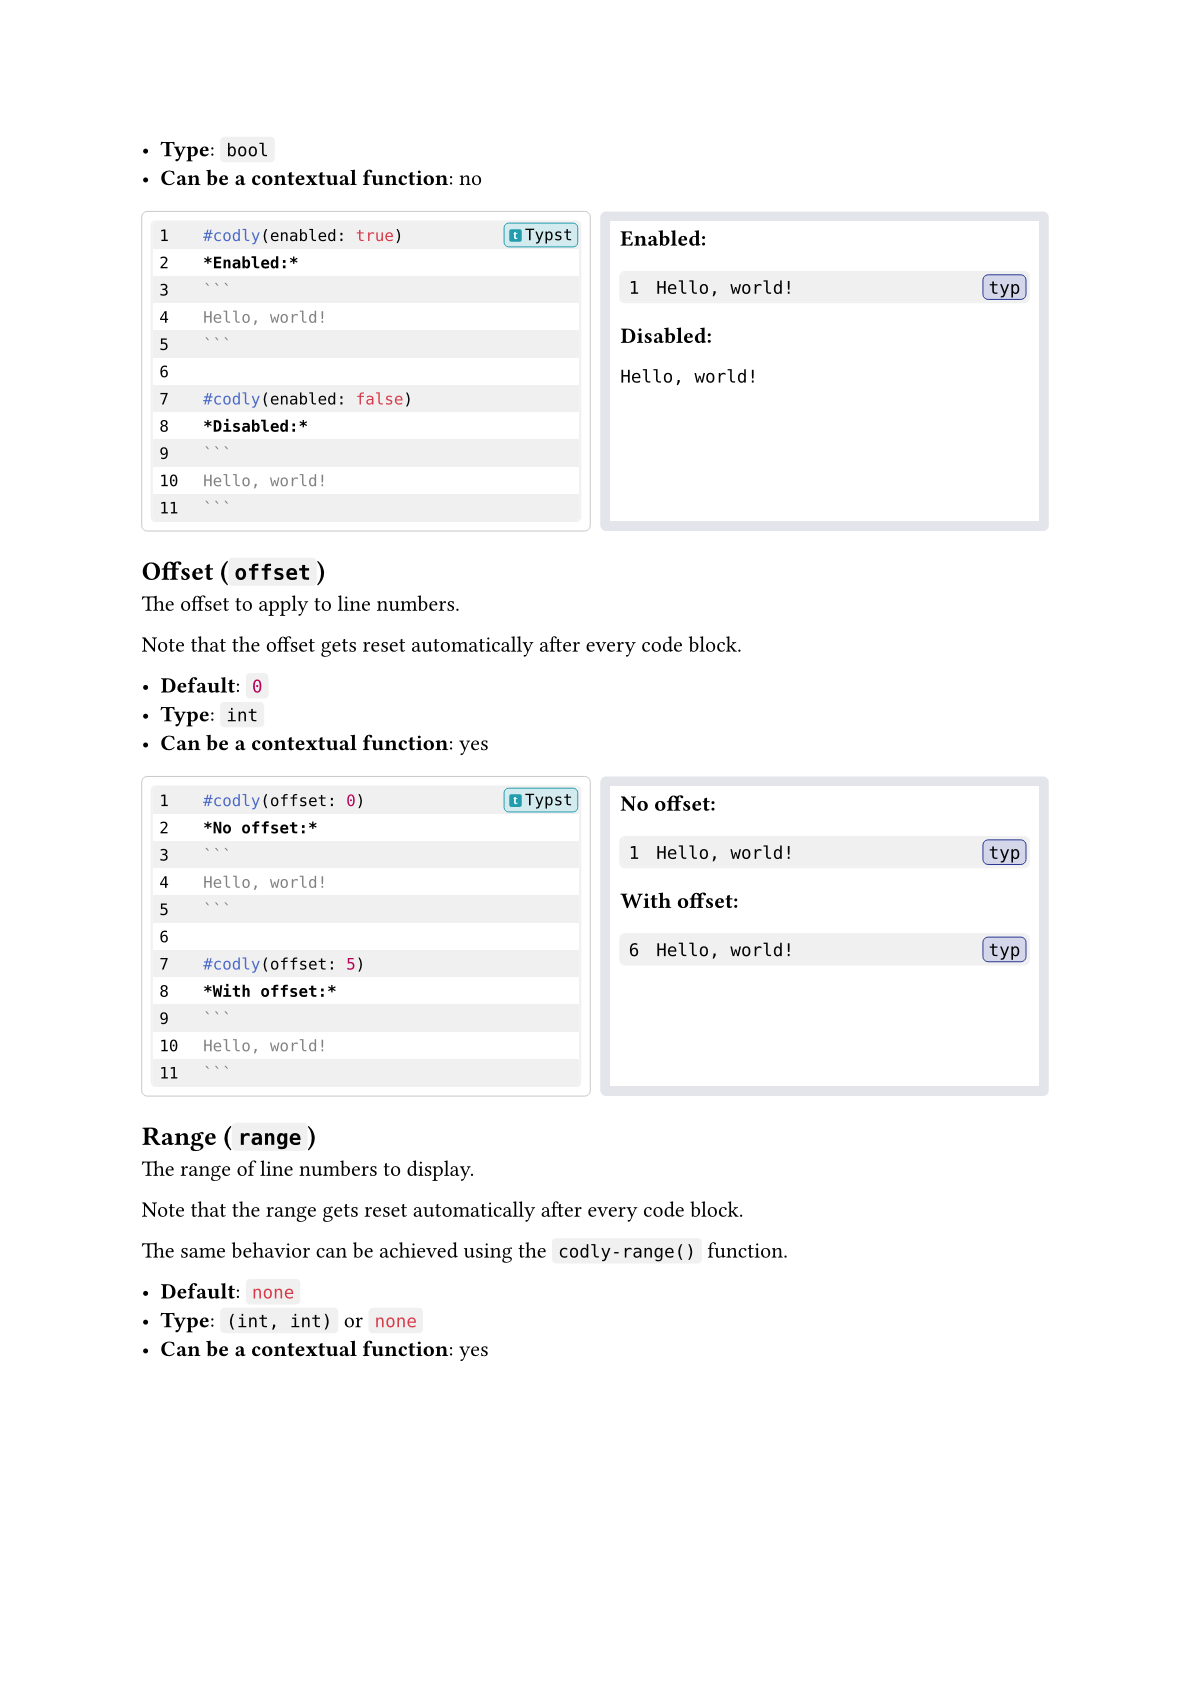 • Type: bool
• Can be a contextual function: no
1 #codly(enabled: true) Typst
2 *Enabled:*
3 ```
4 Hello, world!
5 ```
6
7 #codly(enabled: false)
8 *Disabled:*
9 ```
10 Hello, world!
11 ```
Enabled:
1 Hello, world! typ
Disabled:
Hello, world!
Offset (offset)
The offset to apply to line numbers.
Note that the offset gets reset automatically after every code block.
• Default: 0
• Type: int
• Can be a contextual function: yes
1 #codly(offset: 0) Typst
2 *No offset:*
3 ```
4 Hello, world!
5 ```
6
7 #codly(offset: 5)
8 *With offset:*
9 ```
10 Hello, world!
11 ```
No offset:
1 Hello, world! typ
With offset:
6 Hello, world! typ
Range (range)
The range of line numbers to display.
Note that the range gets reset automatically after every code block.
The same behavior can be achieved using the codly-range() function.
• Default: none
• Type: (int, int) or none
• Can be a contextual function: yes